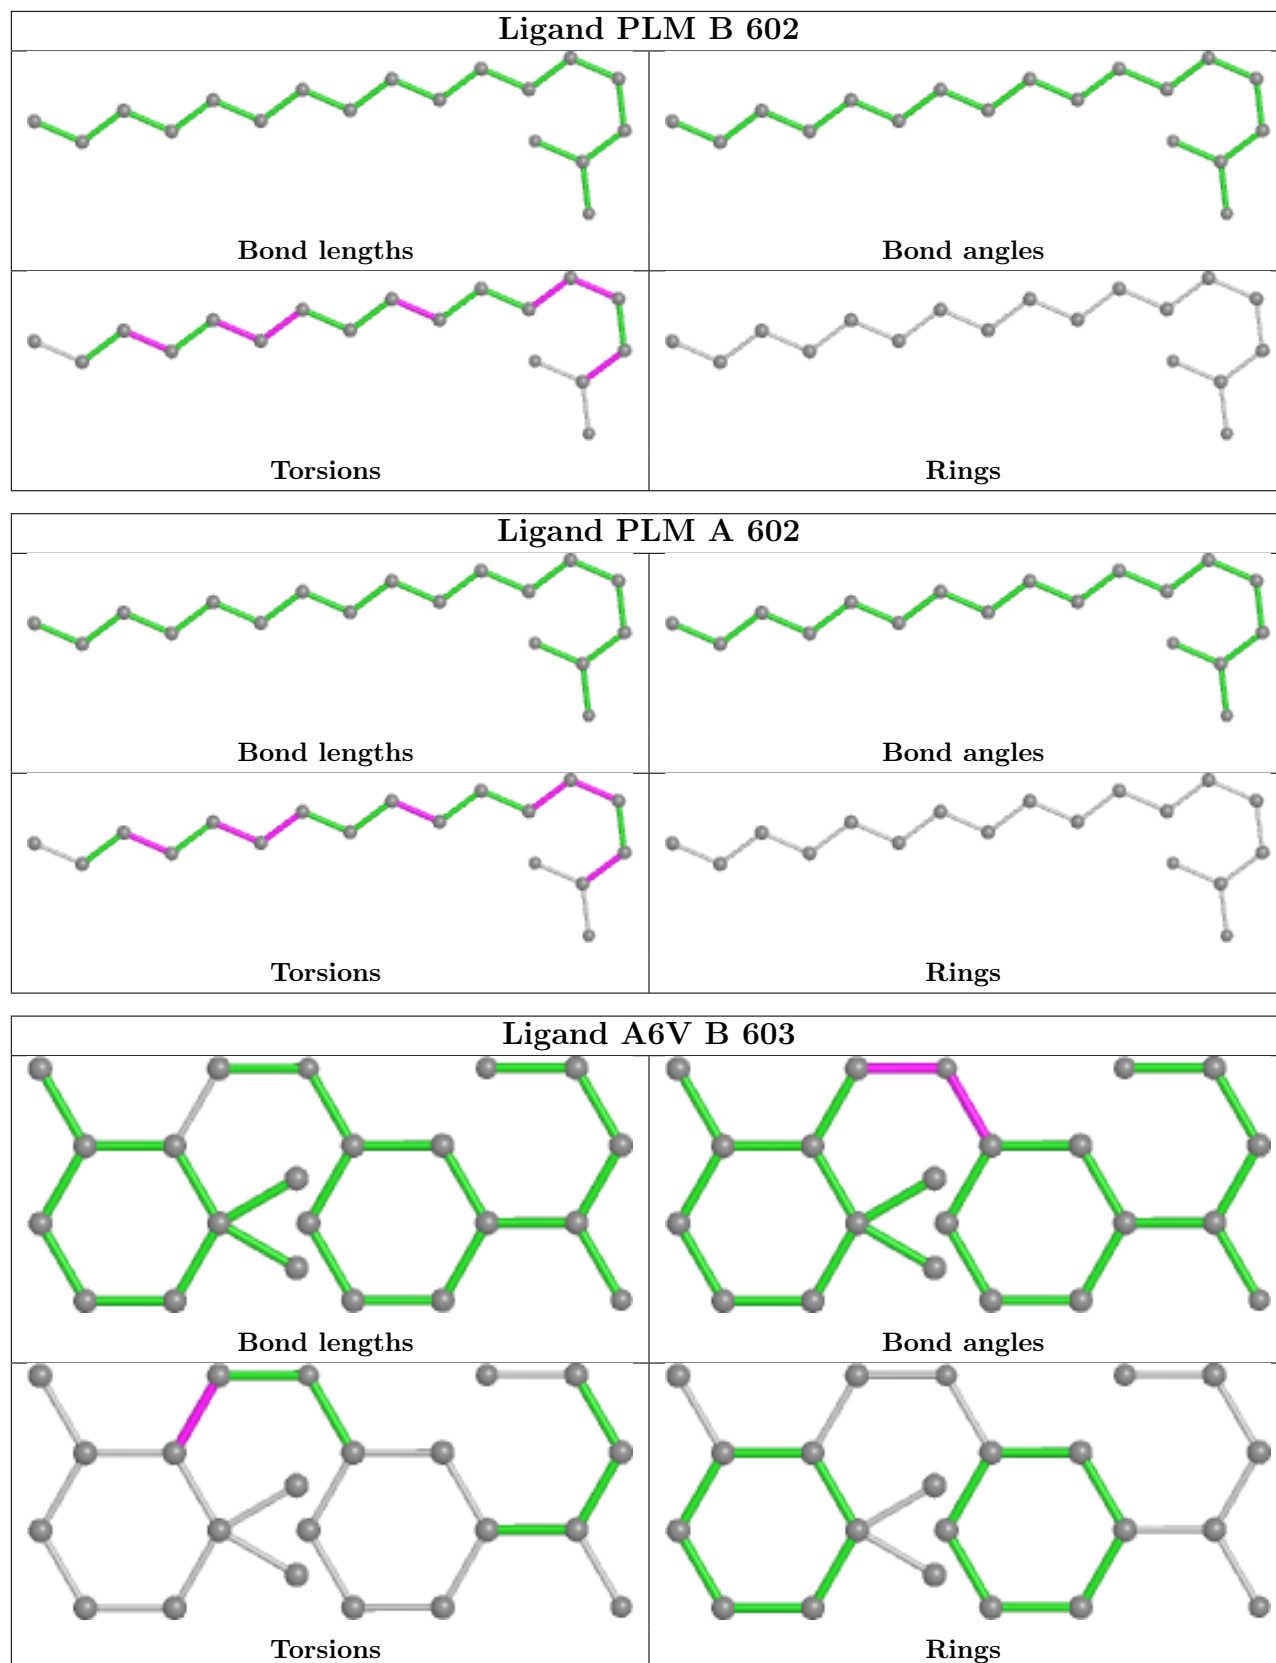 Ligand PLM B 602
Bond lengths
Bond angles
Torsions
Rings
Ligand PLM A 602
Bond lengths
Bond angles
Torsions
Rings
Ligand A6V B 603
Bond lengths
Bond angles
Torsions
Rings